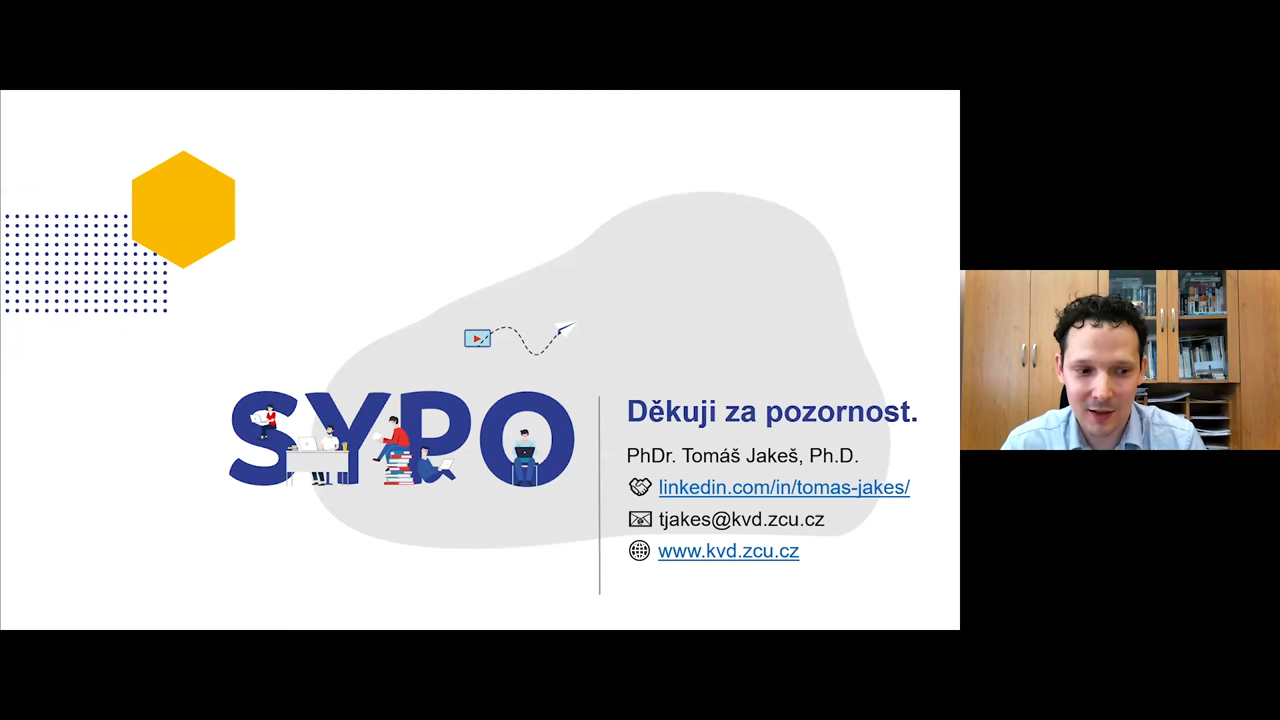 SYPO
Děkuji za pozornost.
PhDr. Tomáš Jakeš, Ph.D.
linkedin.com/in/tomas-jakes/
tjakes@kvd.zcu.cz
www.kvd.zcu.cz